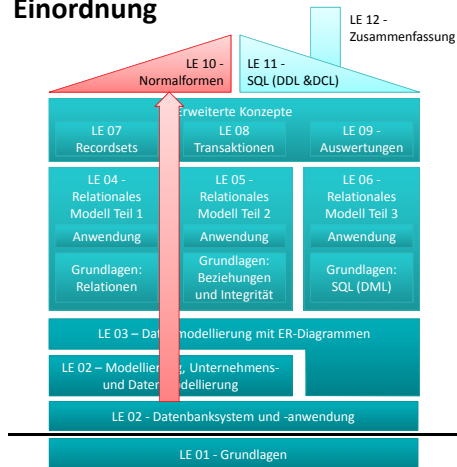 Einordnung
LE 12 -
Zusammenfassung
LE 10 -
Normalformen
LE 11 -
SQL (DDL &DCL)
Erweiterte Konzepte
LE 07
Recordsets
LE 08
Transaktionen
LE 09 -
Auswertungen
LE 04 -
Relationales
Modell Teil 1
Anwendung
Grundlagen:
Relationen
LE 05 -
Relationales
Modell Teil 2
Anwendung
Grundlagen:
Beziehungen
und Integrität
LE 06 -
Relationales
Modell Teil 3
Anwendung
Grundlagen:
SQL (DML)
LE 03 – Datenmodellierung mit ER-Diagrammen
LE 02 – Modellierung, Unternehmens-
und Datenmodellierung
LE 02 - Datenbanksystem und -anwendung
LE 01 - Grundlagen